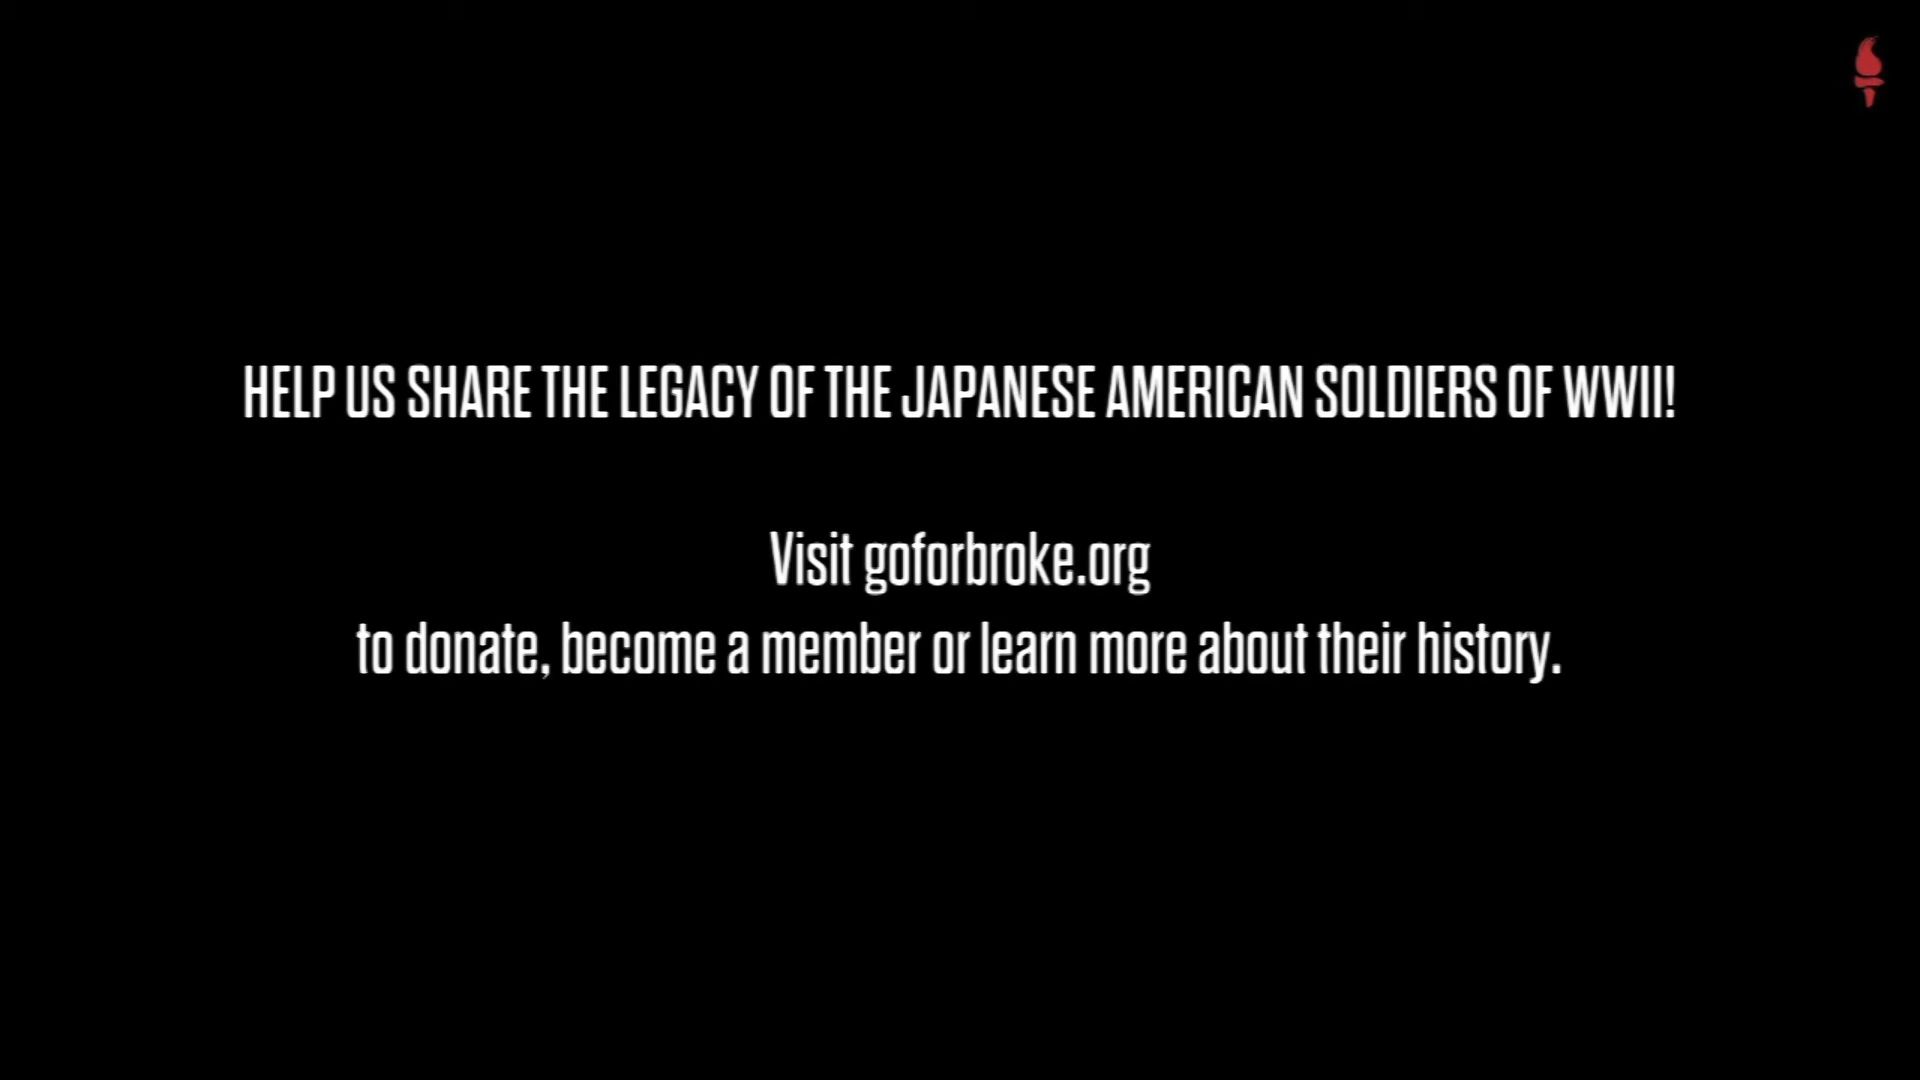 HELP US SHARE THE LEGACY OF THE JAPANESE AMERICAN SOLDIERS OF WWII!
Visit goforbroke.org
to donate, become a member or learn more about their history.